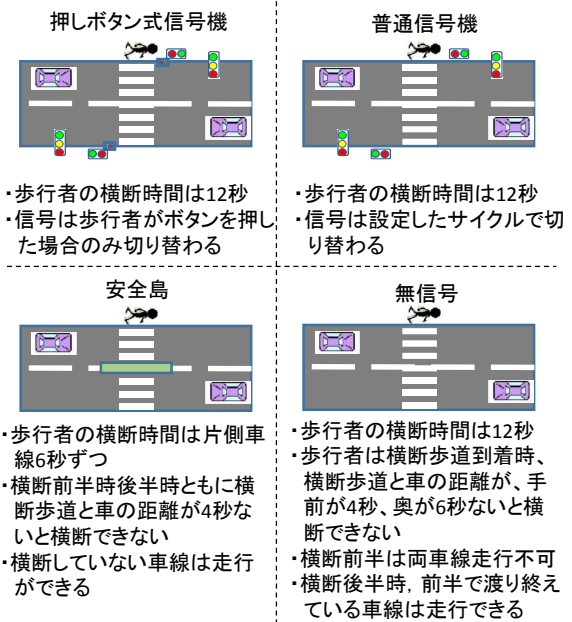 押しボタン式信号機
・歩行者の横断時間は12秒
・信号は歩行者がボタンを押し
た場合のみ切り替わる
普通信号機
・歩行者の横断時間は12秒
・信号は設定したサイクルで切
り替わる
安全島
・歩行者の横断時間は片側車
線6秒ずつ
・横断前半時後半時ともに横
断歩道と車の距離が4秒な
いと横断できない
・横断していない車線は走行
ができる
無信号
・歩行者の横断時間は12秒
・歩行者は横断歩道到着時、
横断歩道と車の距離が、手
前が4秒、奥が6秒ないと横
断できない
・横断前半は両車線走行不可
・横断後半時，前半で渡り終え
ている車線は走行できる